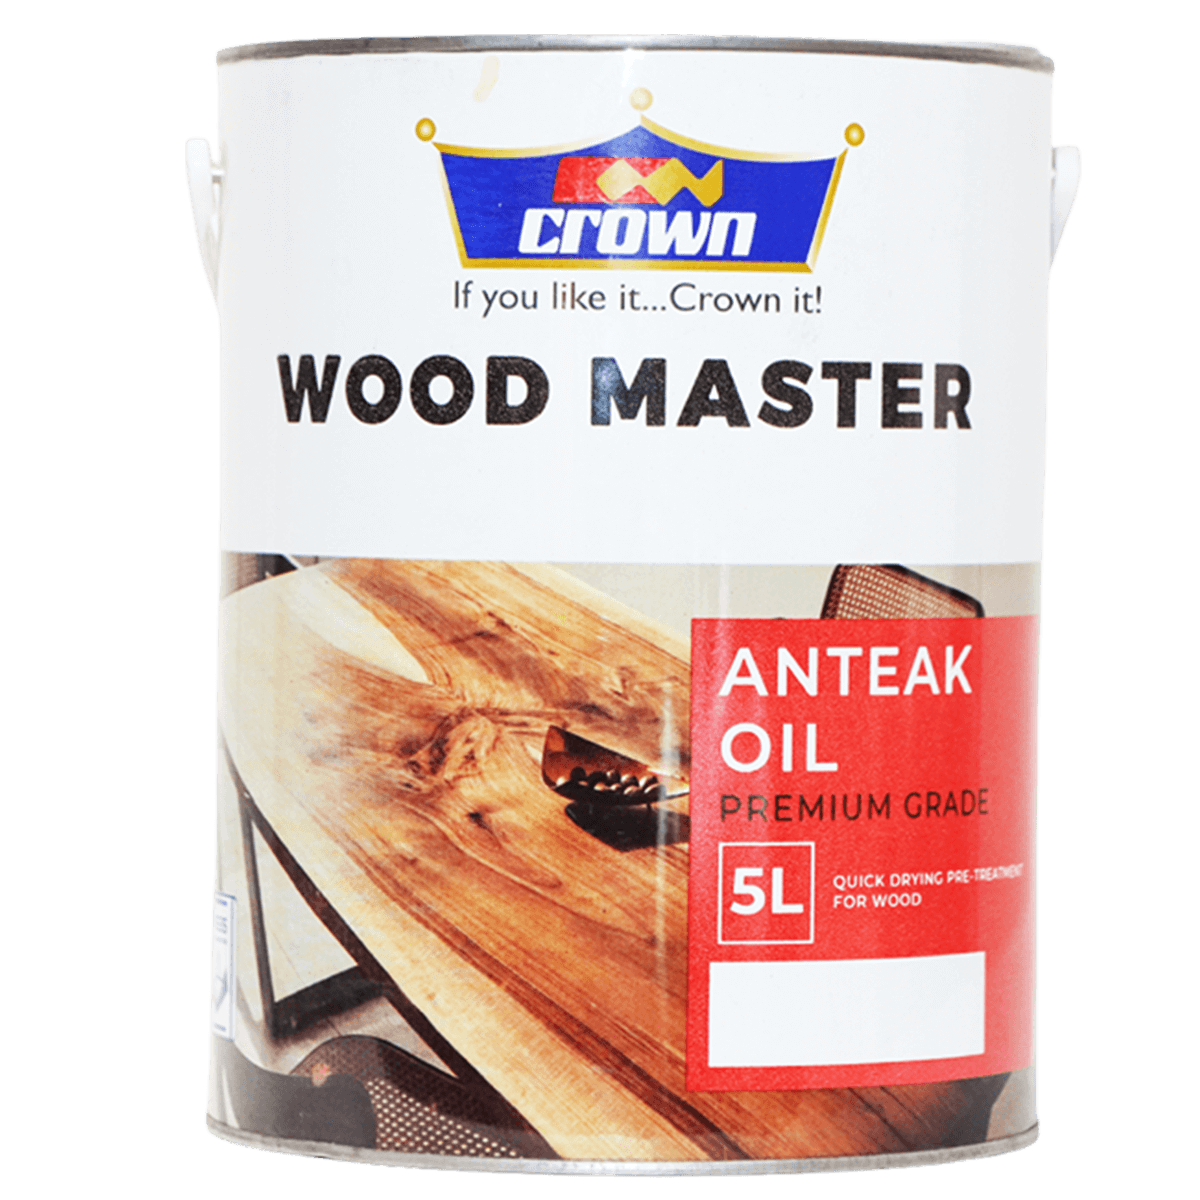 crown
If you like it...Crown it!
WOOD MASTER
ANTEAK
OIL
PREMIUM GRADE
5L
QUICK DRYING PRE-TREATMENT
FOR WOOD